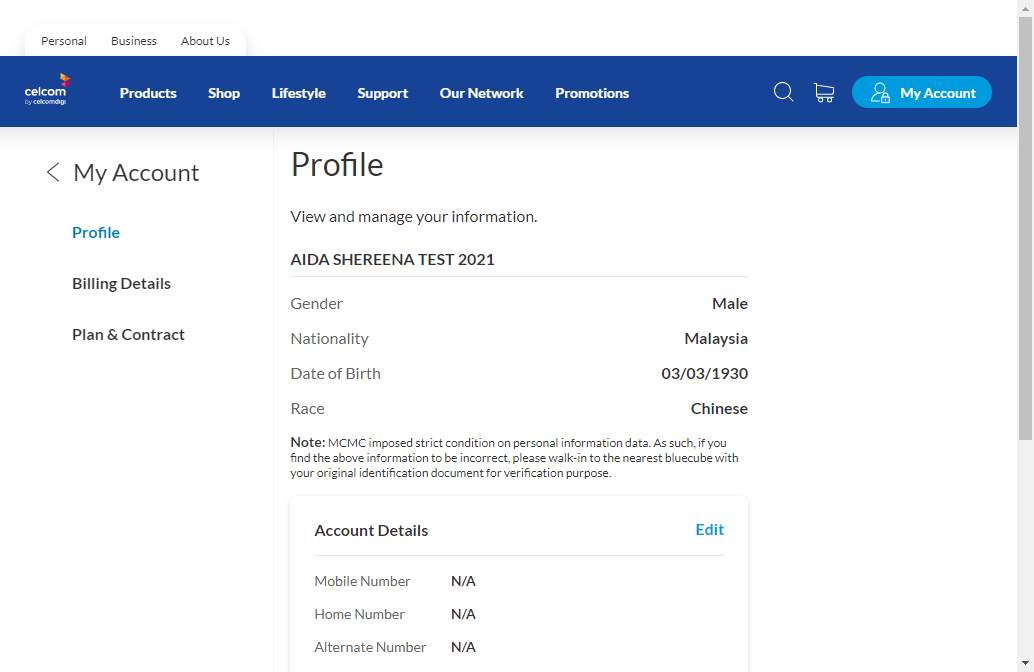 Personal Business About Us
celcom
by celcomdigi
Products Shop Lifestyle Support Our Network Promotions My Account
My Account
Profile
Billing Details
Plan & Contract
Profile
View and manage your information.
AIDA SHEREENA TEST 2021
Gender Male
Nationality Malaysia
Date of Birth 03/03/1930
Race Chinese
Note: MCMC imposed strict condition on personal information data. As such, if you
find the above information to be incorrect, please walk-in to the nearest bluecube with
your original identification document for verification purpose.
Account Details Edit
Mobile Number N/A
Home Number N/A
Alternate Number N/A